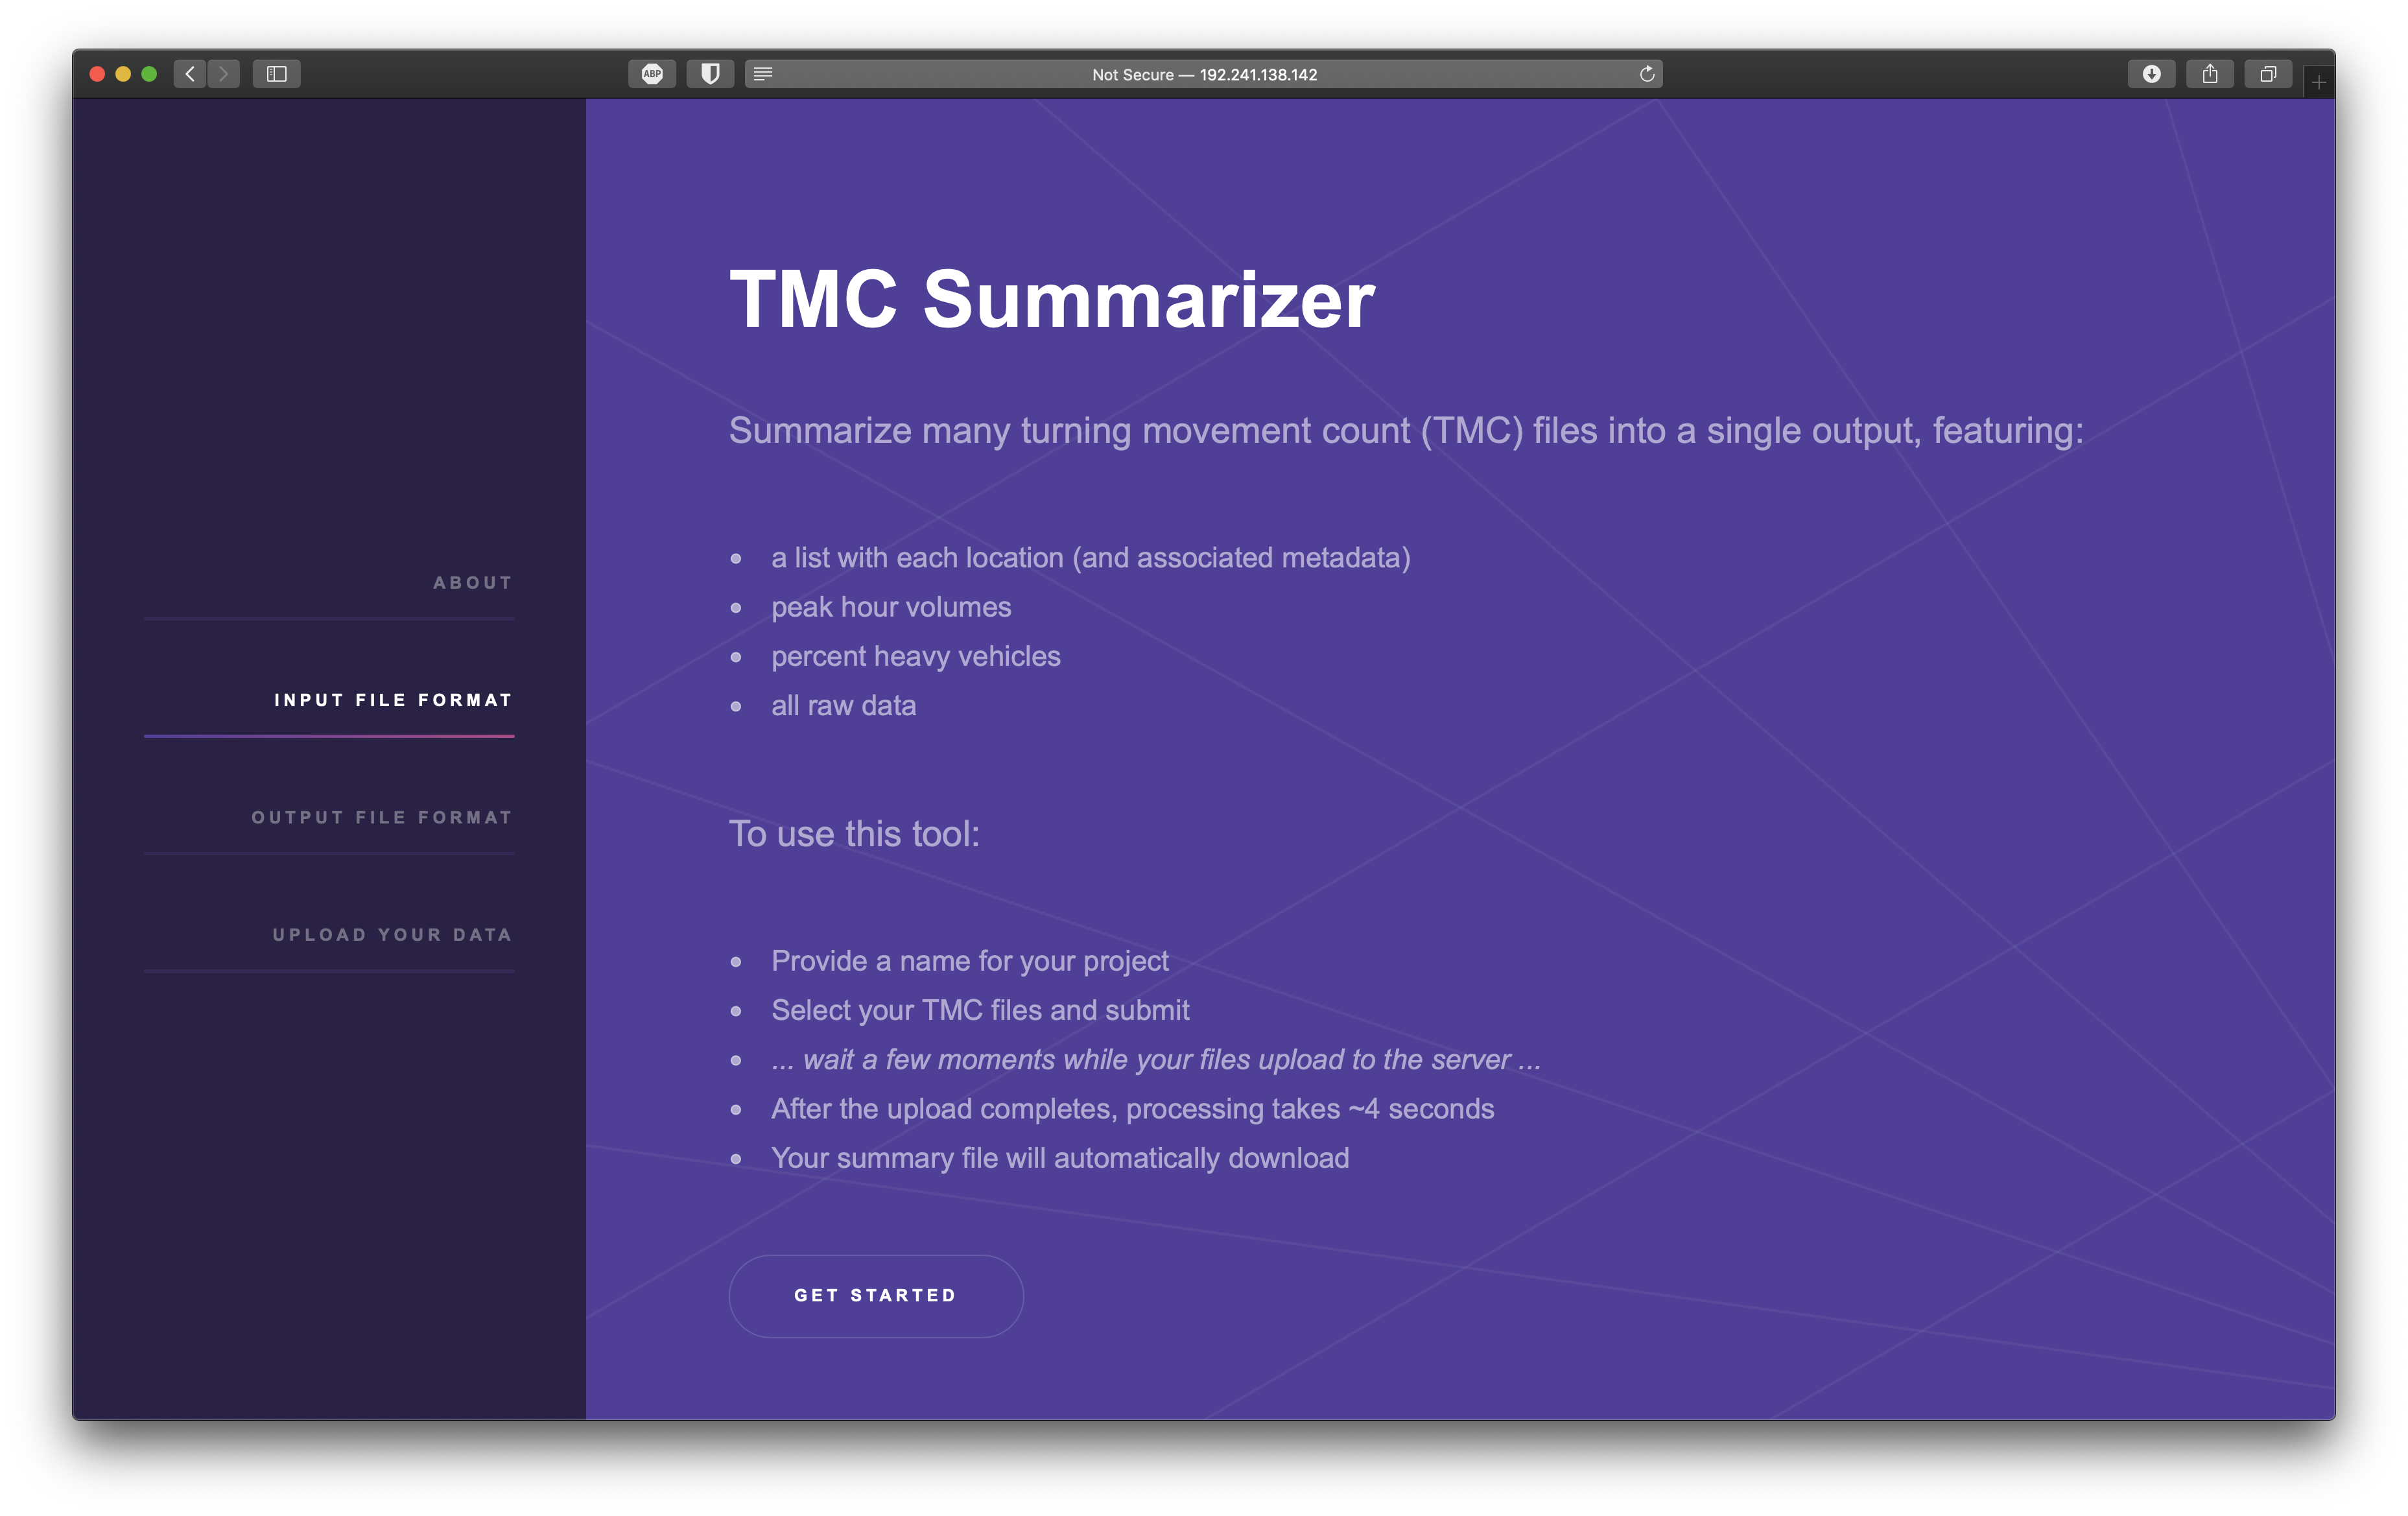 ABP
Not Secure — 192.241.138.142
ABOUT
INPUT FILE FORMAT
OUTPUT FILE FORMAT
UPLOAD YOUR DATA
TMC Summarizer
Summarize many turning movement count (TMC) files into a single output, featuring:
a list with each location (and associated metadata)
peak hour volumes
percent heavy vehicles
all raw data
To use this tool:
Provide a name for your project
Select your TMC files and submit
... wait a few moments while your files upload to the server ...
After the upload completes, processing takes ~4 seconds
Your summary file will automatically download
GET STARTED